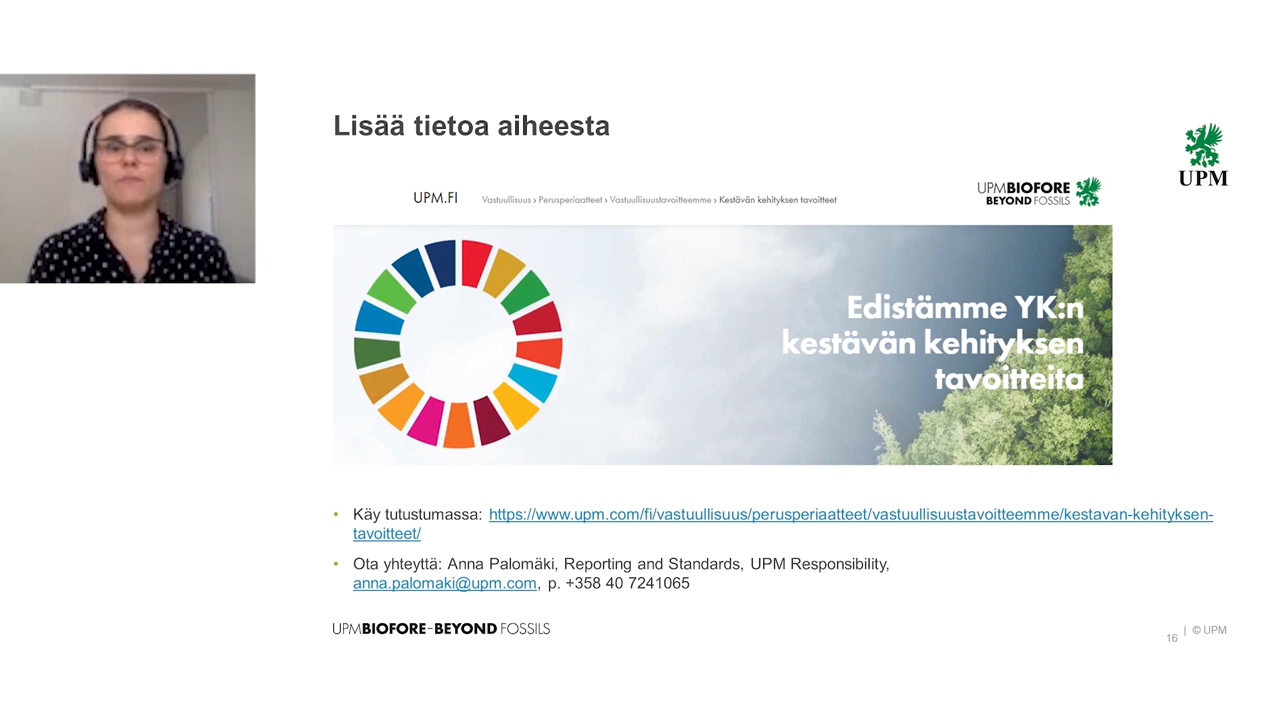 Lisää tietoa aiheesta
UPM
UPM.FI
Vastuullisuus › Perusperiaatteet › Vastuullisuustavoitteemme › Kestävän kehityksen tavoitteet
UPMBIOFORE
BEYOND FOSSILS
Edistämme YK:n
kestävän kehityksen
tavoitteita
• Käy tutustumassa: https://www.upm.com/fi/vastuullisuus/perusperiaatteet/vastuullisuustavoitteemme/kestavan-kehityksen-
tavoitteet/
• Ota yhteyttä: Anna Palomäki, Reporting and Standards, UPM Responsibility,
anna.palomaki@upm.com, p. +358 40 7241065
UPMBIOFORE–BEYOND FOSSILS
16 | © UPM